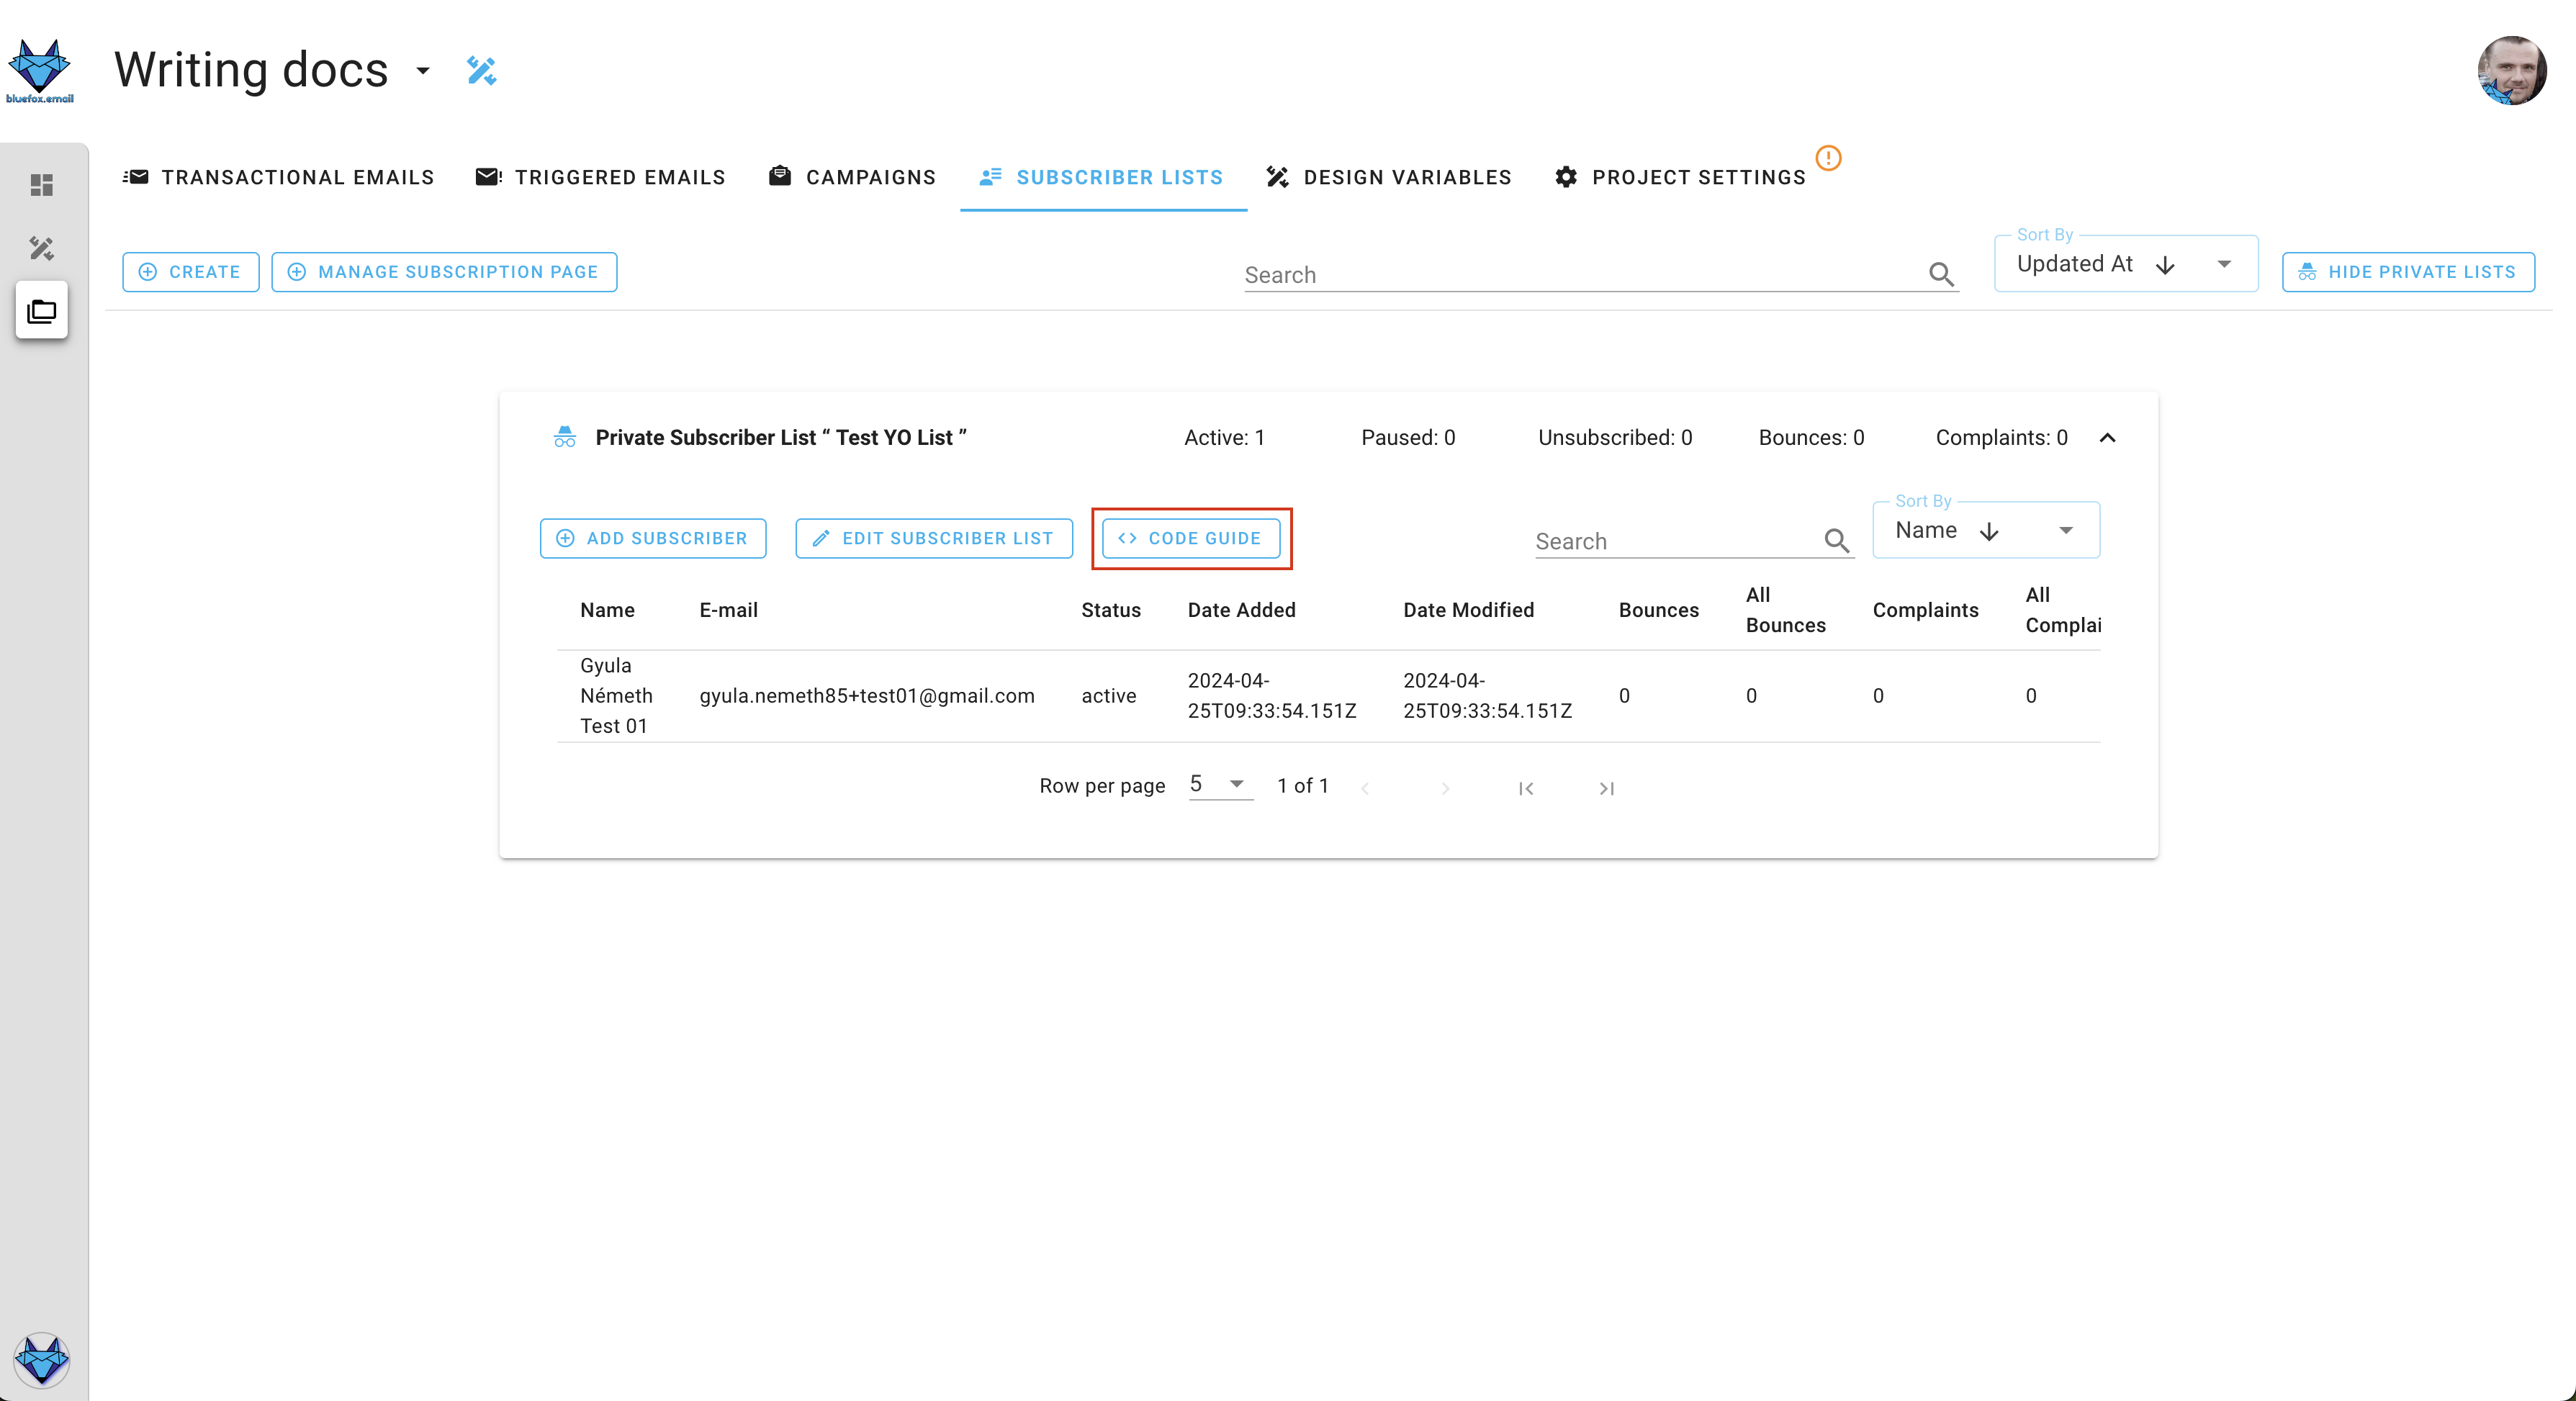 Writing docs
bluefox.email
TRANSACTIONAL EMAILS
TRIGGERED EMAILS
CAMPAIGNS
SUBSCRIBER LISTS
DESIGN VARIABLES
PROJECT SETTINGS
CREATE
MANAGE SUBSCRIPTION PAGE
Search
Sort By
Updated At
HIDE PRIVATE LISTS
Private Subscriber List “ Test YO List ”
Active: 1
Paused: 0
Unsubscribed: 0
Bounces: 0
Complaints: 0
ADD SUBSCRIBER
EDIT SUBSCRIBER LIST
<> CODE GUIDE
Search
Sort By
Name
Name
E-mail
Status
Date Added
Date Modified
Bounces
All
Bounces
Complaints
All
Complai
Gyula
Németh
Test 01
gyula.nemeth85+test01@gmail.com
active
2024-04-
25T09:33:54.151Z
2024-04-
25T09:33:54.151Z
0
0
0
0
Row per page
5
1 of 1